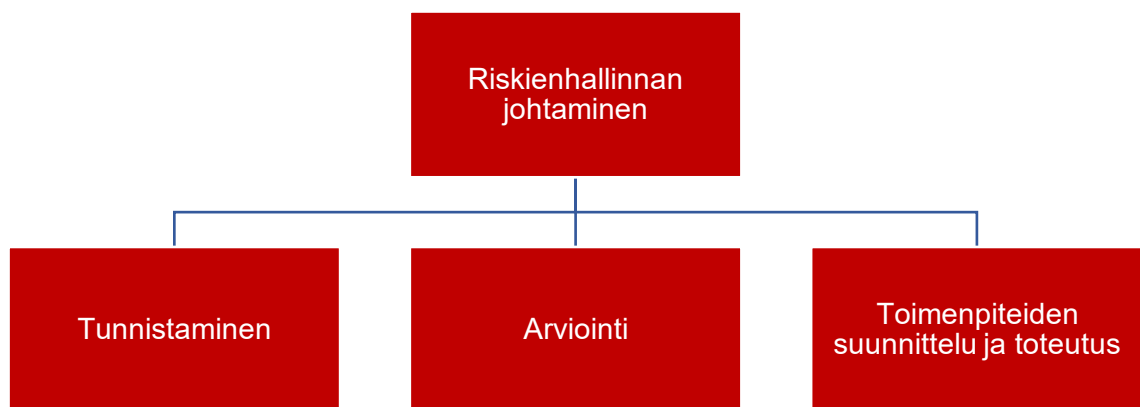 Riskienhallinnan
johtaminen
Tunnistaminen
Arviointi
Toimenpiteiden
suunnittelu ja toteutus